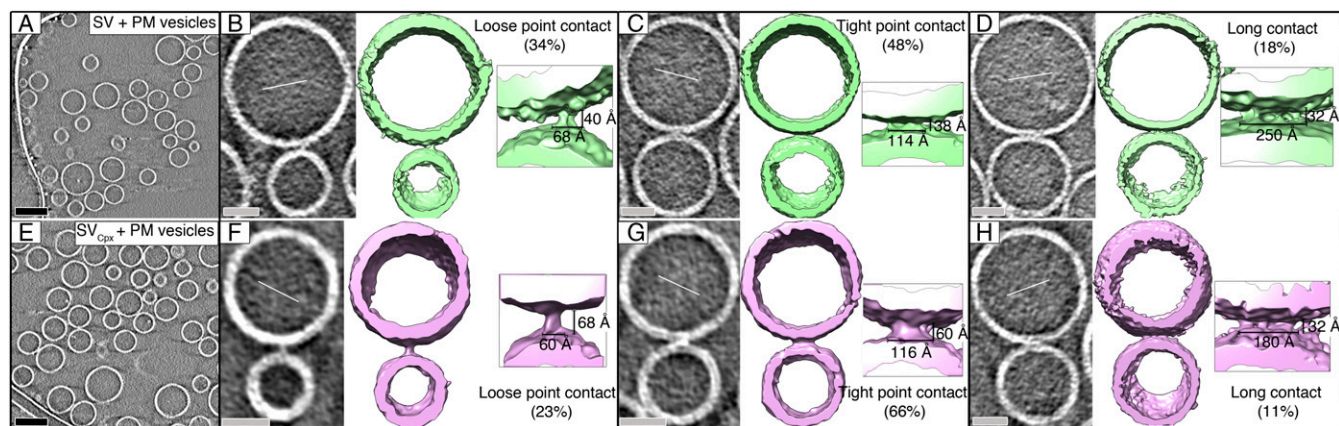 A
SV + PM vesicles
B
Loose point contact
(34%)
40 Å
68 Å
C
Tight point contact
(48%)
38 Å
114 Å
D
Long contact
(18%)
32 Å
250 Å
E
SVCpx + PM vesicles
F
68 Å
60 Å
Loose point contact
(23%)
G
60 Å
116 Å
Tight point contact
(66%)
H
32 Å
180 Å
Long contact
(11%)